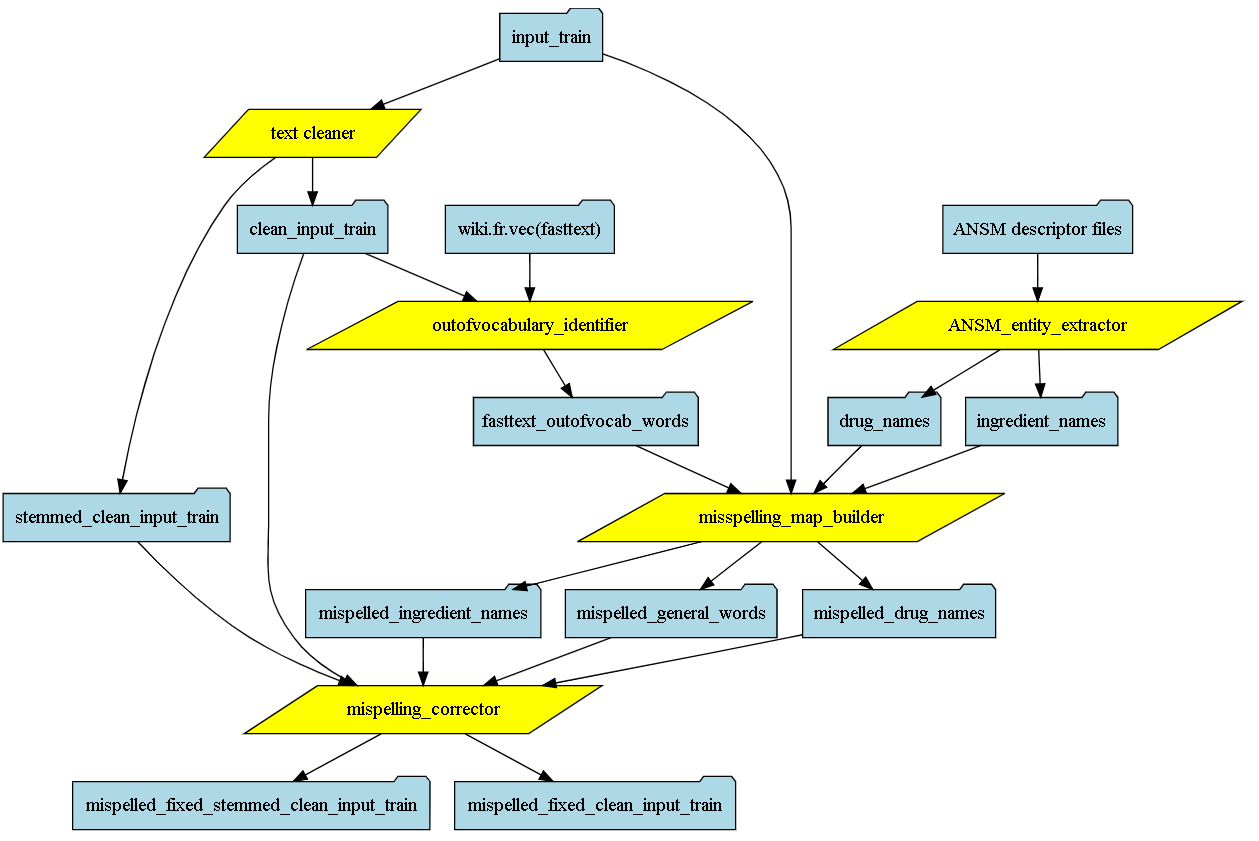 input_train
text cleaner
clean_input_train
wiki.fr.vec(fasttext)
ANSM descriptor files
outofvocabulary_identifier
ANSM_entity_extractor
fasttext_outofvocab_words
drug_names
ingredient_names
stemmed_clean_input_train
misspelling_map_builder
mispelled_ingredient_names
mispelled_general_words
mispelled_drug_names
mispelling_corrector
mispelled_fixed_stemmed_clean_input_train
mispelled_fixed_clean_input_train